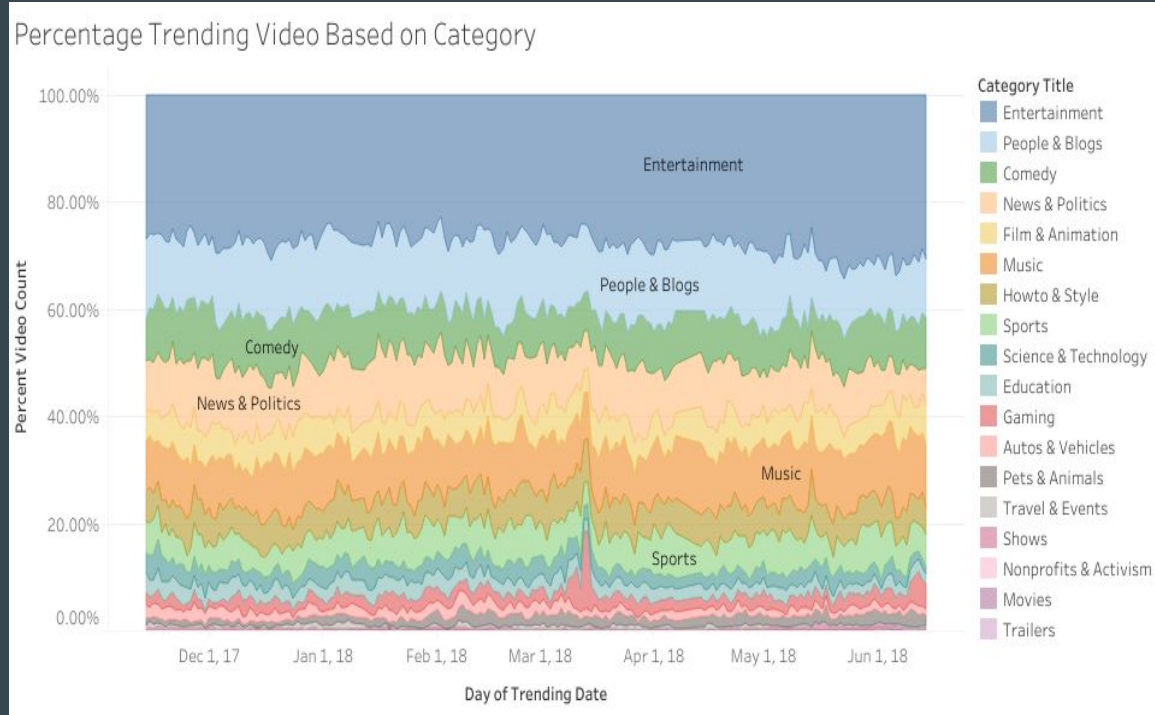 Percentage Trending Video Based on Category
Percent Video Count
100.00%
80.00%
60.00%
40.00%
20.00%
0.00%
Entertainment
People & Blogs
Comedy
News & Politics
Music
Sports
Dec 1, 17
Jan 1, 18
Feb 1, 18
Mar 1, 18
Apr 1, 18
May 1, 18
Jun 1, 18
Day of Trending Date
Category Title
Entertainment
People & Blogs
Comedy
News & Politics
Film & Animation
Music
Howto & Style
Sports
Science & Technology
Education
Gaming
Autos & Vehicles
Pets & Animals
Travel & Events
Shows
Nonprofits & Activism
Movies
Trailers